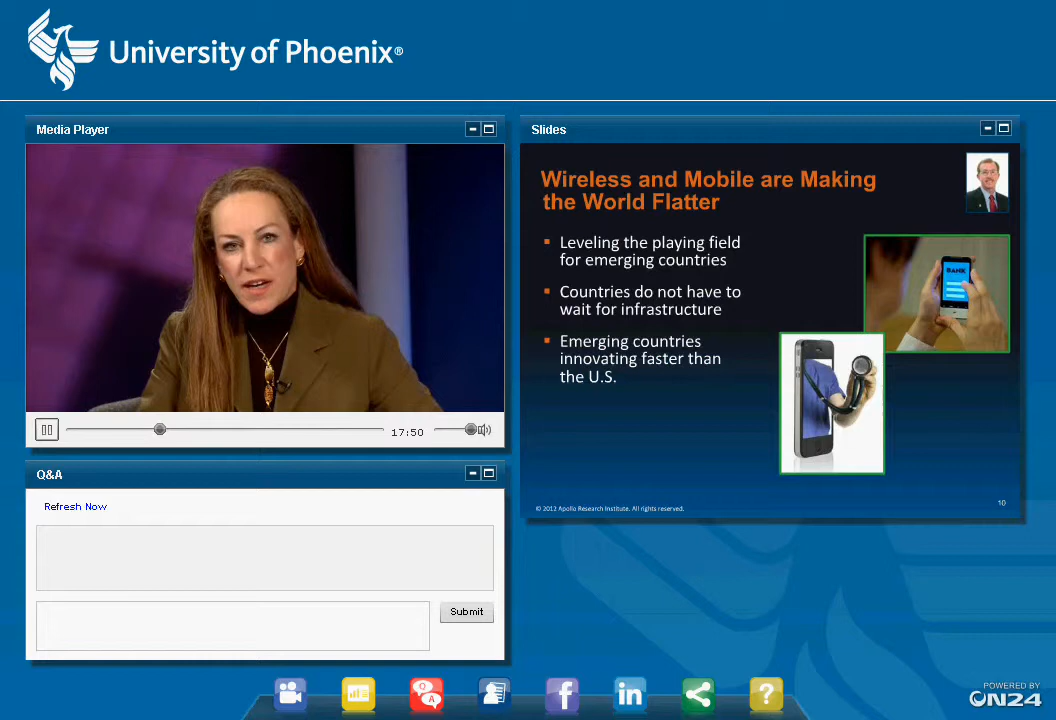 University of Phoenix®
Media Player
Slides
Wireless and Mobile are Making
the World Flatter
▪ Leveling the playing field
for emerging countries
▪ Countries do not have to
wait for infrastructure
▪ Emerging countries
innovating faster than
the U.S.
BANK
© 2012 Apollo Research Institute. All rights reserved.
10
17:50
Q&A
Refresh Now
Submit
Q
A
f
in
?
POWERED BY
ON24